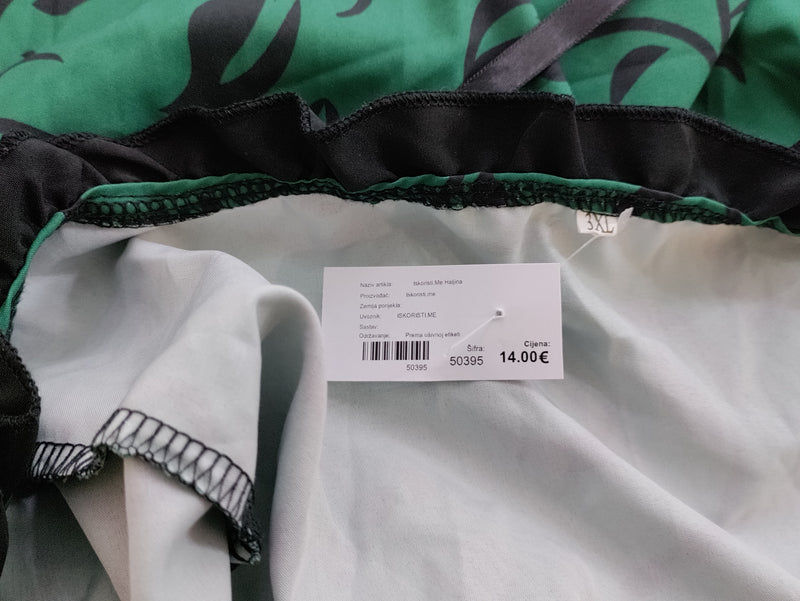 3XL
Naziv artikla: Iskoristi.Me Haljina
Proizvođač: Iskoristi.me
Zemlja porijekla:
Uvoznik: ISKORISTI.ME
Sastav:
Održavanje: Prema ušivnoj etiketi
50395
Šifra:
50395
Cijena:
14.00€